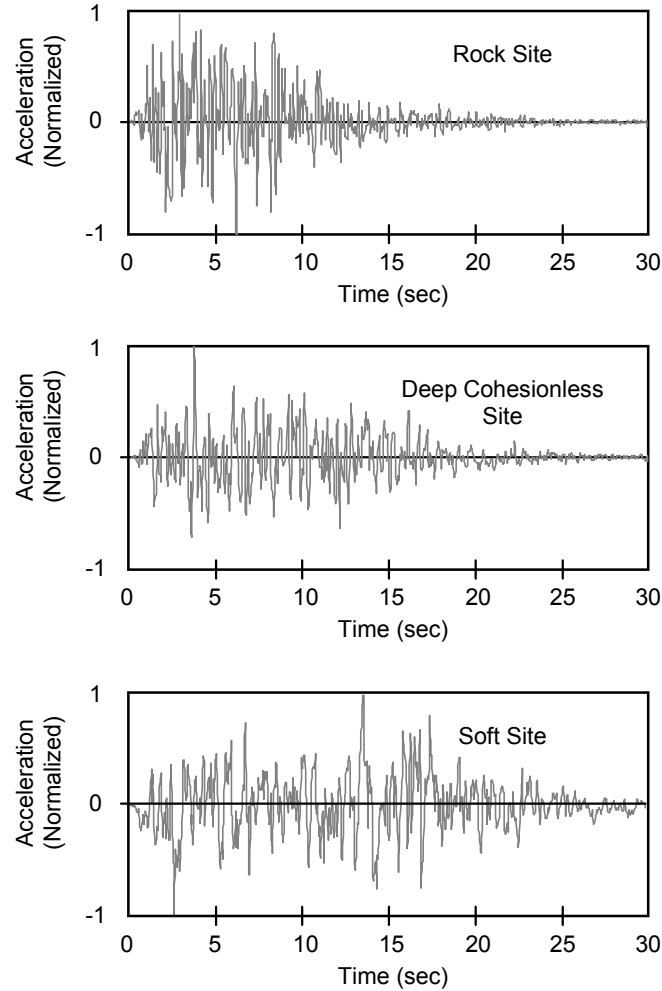 1
Rock Site
Acceleration
(Normalized)
0
-1
0 5 10 15 20 25 30
Time (sec)
1
Deep Cohesionless
Site
Acceleration
(Normalized)
0
-1
0 5 10 15 20 25 30
Time (sec)
1
Soft Site
Acceleration
(Normalized)
0
-1
0 5 10 15 20 25 30
Time (sec)